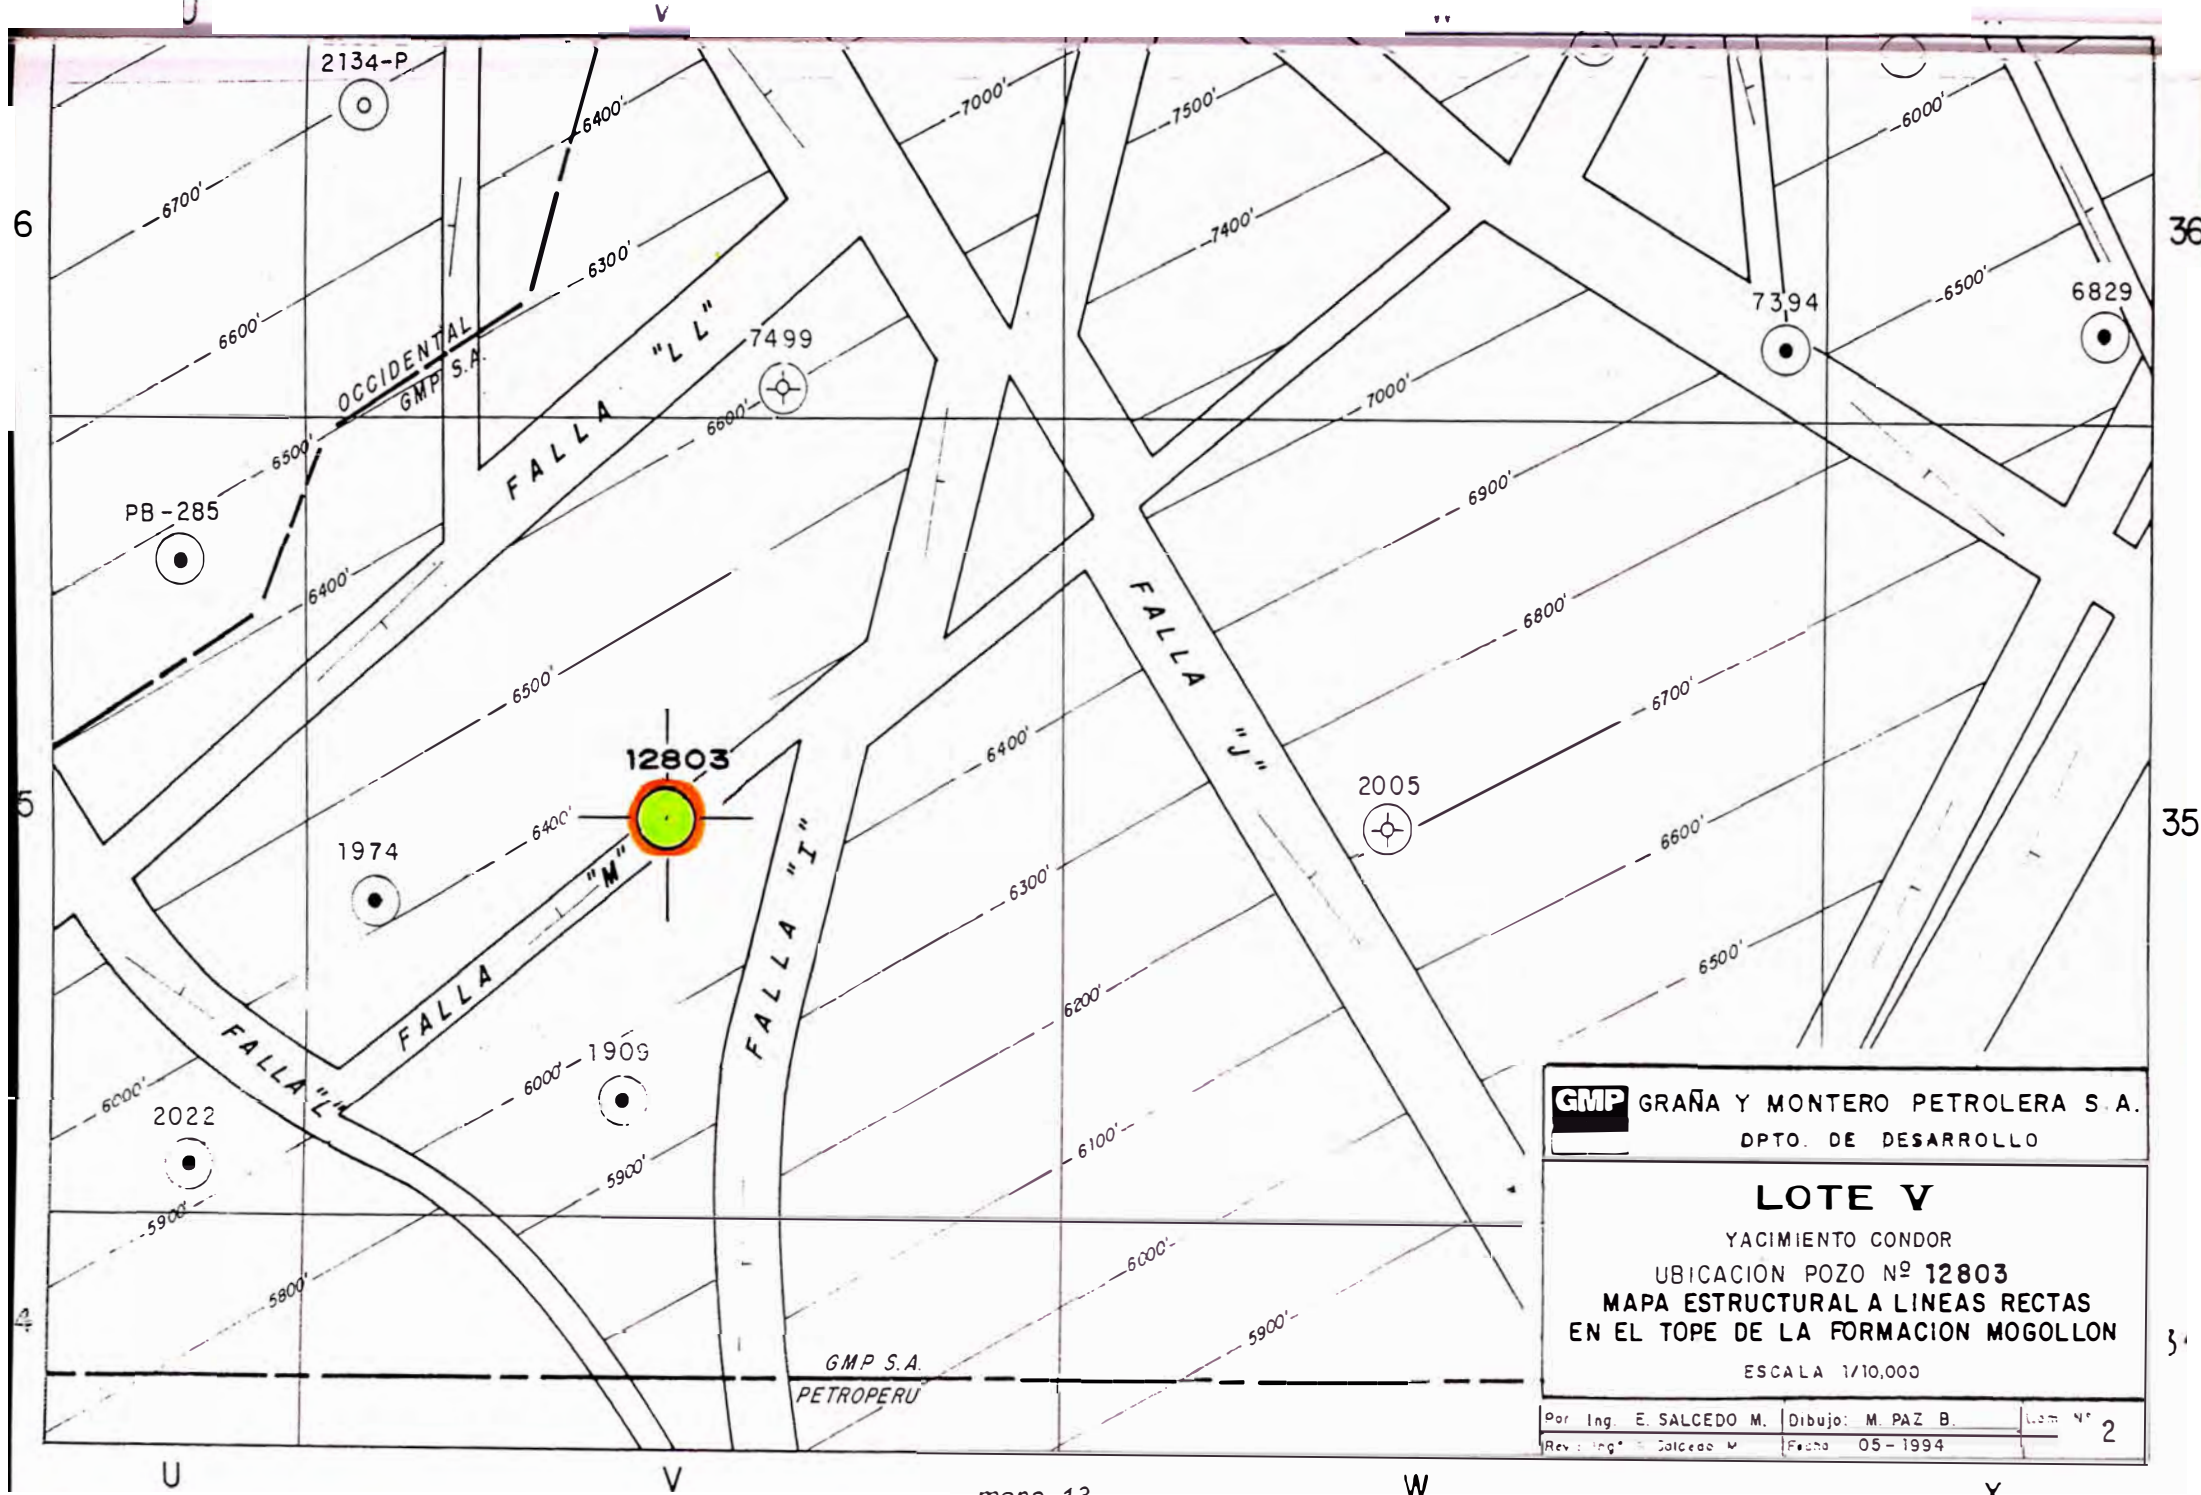 V
2134-P
6400'
7000'
7500'
6000'
6700'
6
36
7400'
6300'
6500'
7394
6829
6600'
OCCIDENTAL
GMP S.A.
FALLA "LL"
7499
7000'
6600'
6500'
6900'
PB-285
6400'
FALLA "J"
6800'
6500'
6700'
6400'
12803
2005
35
6400'
6600'
1974
FALLA "M"
FALLA "I"
6300'
6500'
6200'
FALLA "L"
1909
6000'
6000'
2022
6100'
5900'
5900'
6000'
5800'
5900'
GMP S.A.
PETROPERU
GMP GRAÑA Y MONTERO PETROLERA S.A.
DPTO. DE DESARROLLO
LOTE V
YACIMIENTO CONDOR
UBICACION POZO Nº 12803
MAPA ESTRUCTURAL A LINEAS RECTAS
EN EL TOPE DE LA FORMACION MOGOLLON
ESCALA 1/10,000
Por Ing. E. SALCEDO M. Dibujo: M. PAZ B.
Nº 2
Fecha 05-1994
U V W